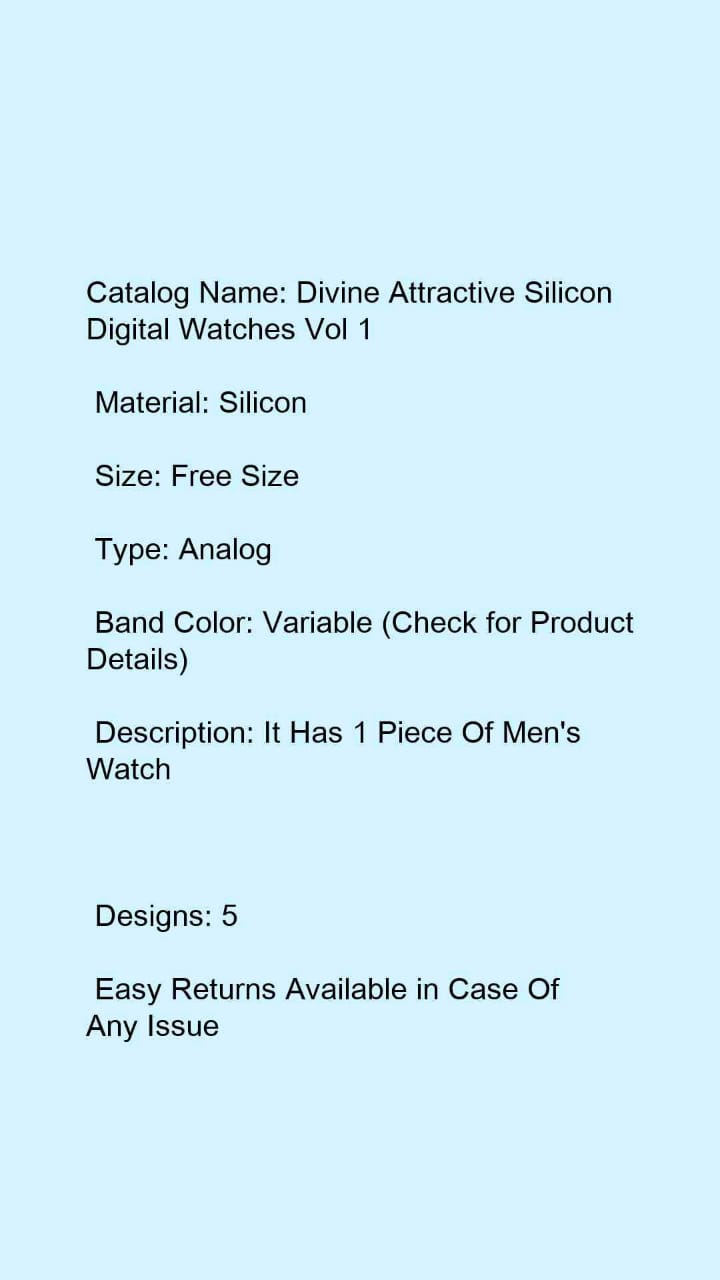 Catalog Name: Divine Attractive Silicon
Digital Watches Vol 1
Material: Silicon
Size: Free Size
Type: Analog
Band Color: Variable (Check for Product
Details)
Description: It Has 1 Piece Of Men's
Watch
Designs: 5
Easy Returns Available in Case Of
Any Issue